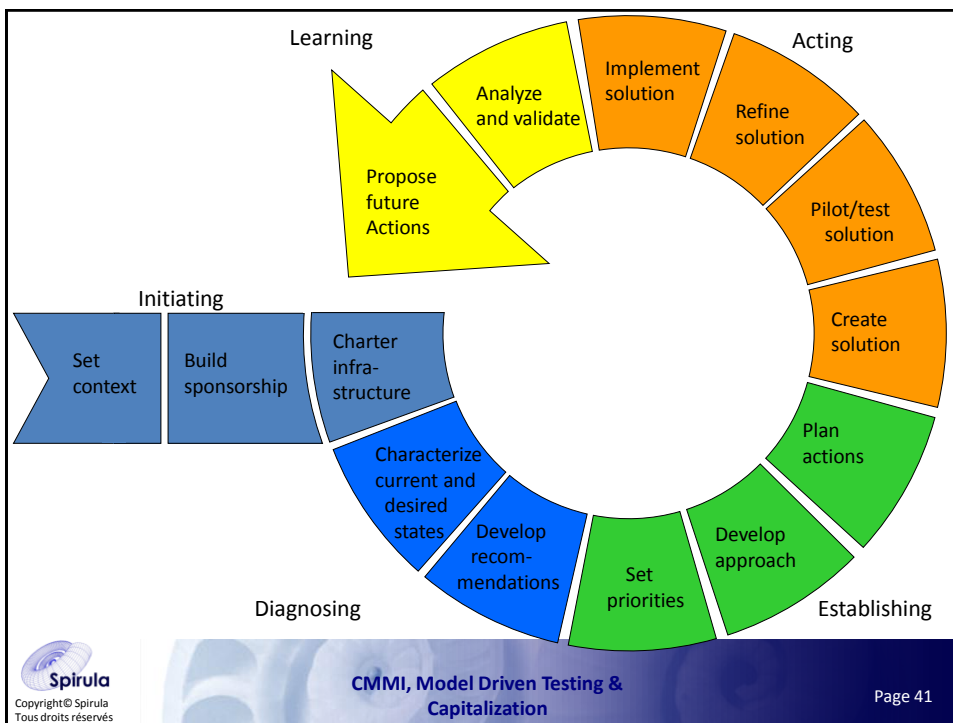 Learning
Acting
Implement
solution
Analyze
and validate
Refine
solution
Propose
future
Actions
Pilot/test
solution
Initiating
Create
solution
Set
context
Build
sponsorship
Charter
infra-
structure
Plan
actions
Characterize
current and
desired
states
Develop
recom-
mendations
Set
priorities
Develop
approach
Diagnosing
Establishing
Spirula
Copyright© Spirula
Tous droits réservés
CMMI, Model Driven Testing &
Capitalization
Page 41